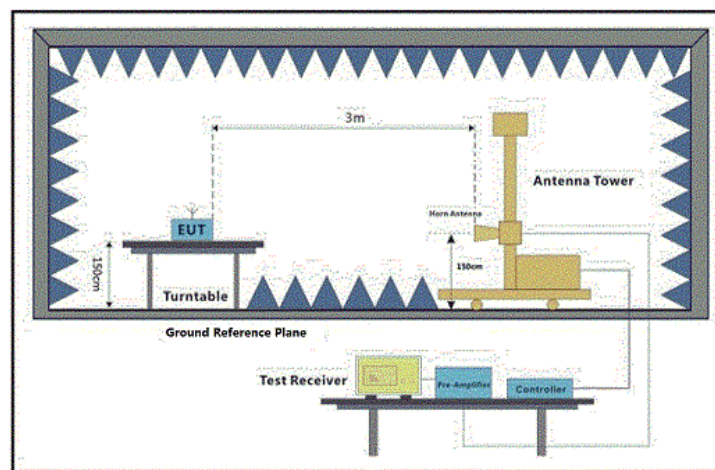 3m
Antenna Tower
Horn Antenna
EUT
150cm
150cm
Turntable
Ground Reference Plane
Test Receiver
Pre-Amplifier
Controller